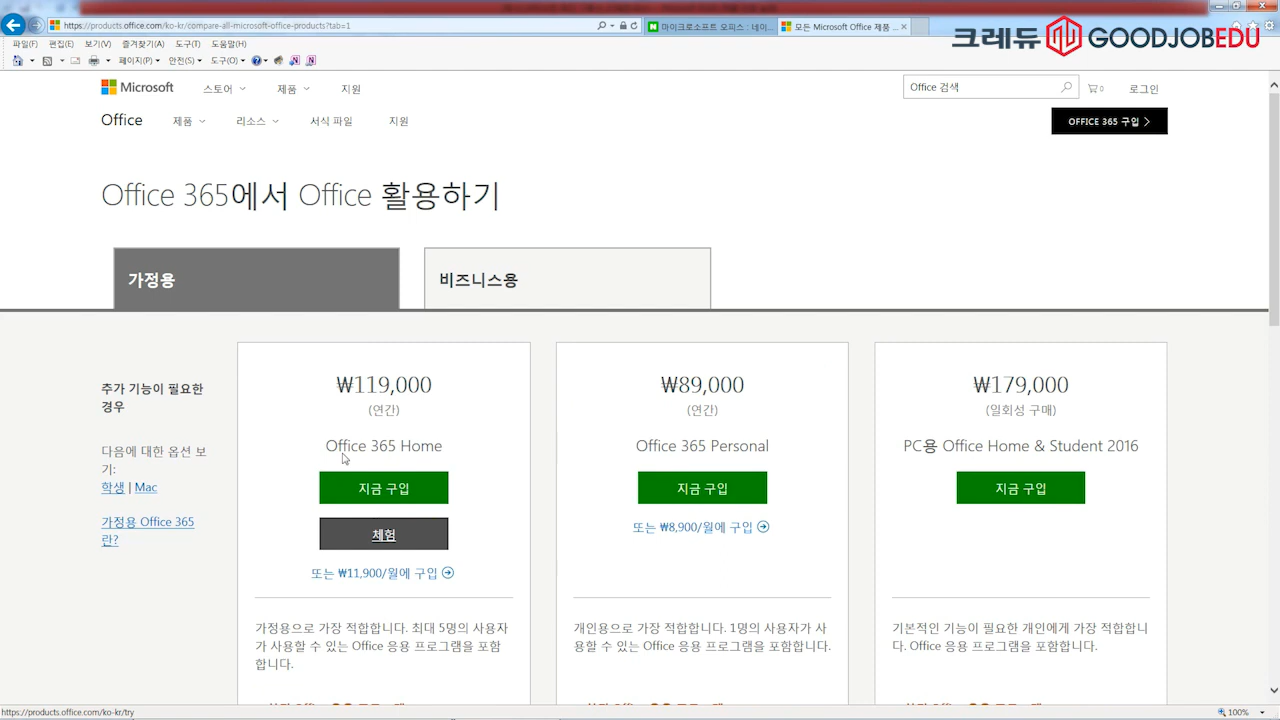 https://products.office.com/ko-kr/compare-all-microsoft-office-products?tab=1
마이크로소프트 오피스 : 네이...
모든 Microsoft Office 제품 ...
크레듀 GOODJOBEDU
파일(F) 편집(E) 보기(V) 즐겨찾기(A) 도구(T) 도움말(H)
페이지(P) 안전(S) 도구(O)
Microsoft 스토어 제품 지원
Office 검색
0
로그인
Office 제품 리소스 서식 파일 지원
OFFICE 365 구입
Office 365에서 Office 활용하기
가정용
비즈니스용
추가 기능이 필요한
경우
다음에 대한 옵션 보
기:
학생 | Mac
가정용 Office 365
란?
₩119,000
(연간)
Office 365 Home
지금 구입
체험
또는 ₩11,900/월에 구입
가정용으로 가장 적합합니다. 최대 5명의 사용자
가 사용할 수 있는 Office 응용 프로그램을 포함
합니다.
₩89,000
(연간)
Office 365 Personal
지금 구입
또는 ₩8,900/월에 구입
개인용으로 가장 적합합니다. 1명의 사용자가 사
용할 수 있는 Office 응용 프로그램을 포함합니다.
₩179,000
(일회성 구매)
PC용 Office Home & Student 2016
지금 구입
기본적인 기능이 필요한 개인에게 가장 적합합니
다. Office 응용 프로그램을 포함합니다.
https://products.office.com/ko-kr/try
100%